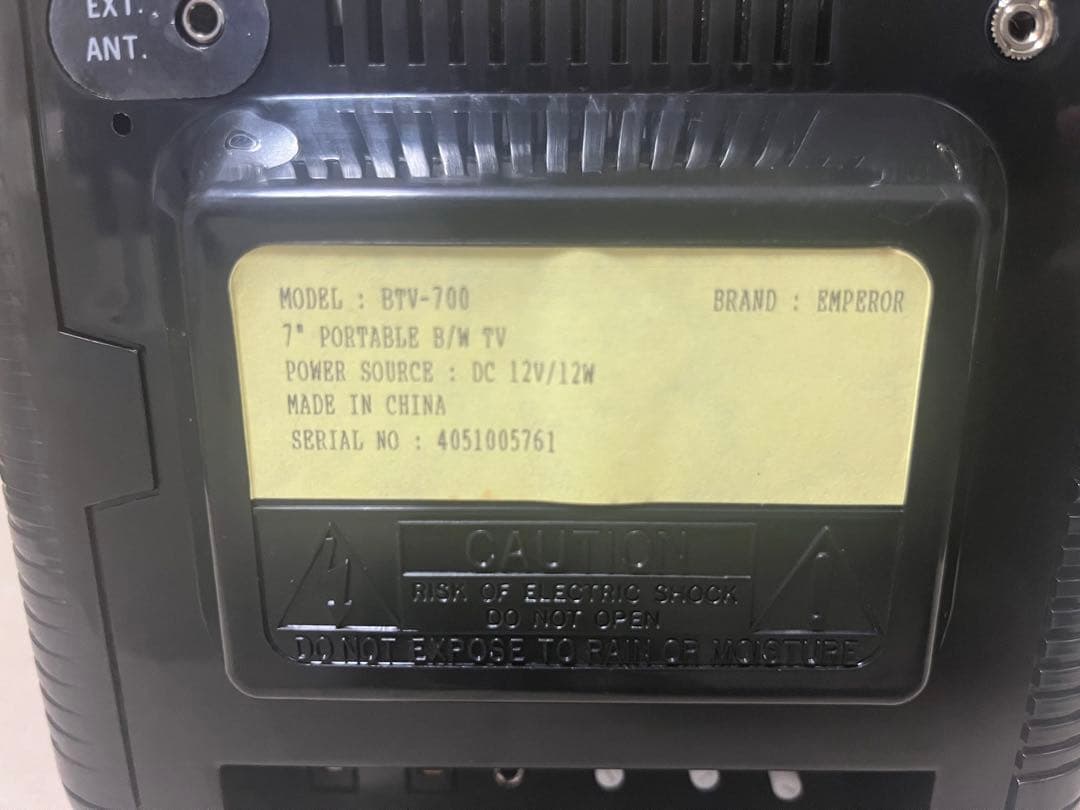 EXT.
ANT.
MODEL : BTV-700 BRAND : EMPEROR
7" PORTABLE B/W TV
POWER SOURCE : DC 12V/12W
MADE IN CHINA
SERIAL NO : 4051005761
CAUTION
RISK OF ELECTRIC SHOCK
DO NOT OPEN
DO NOT EXPOSE TO RAIN OR MOISTURE